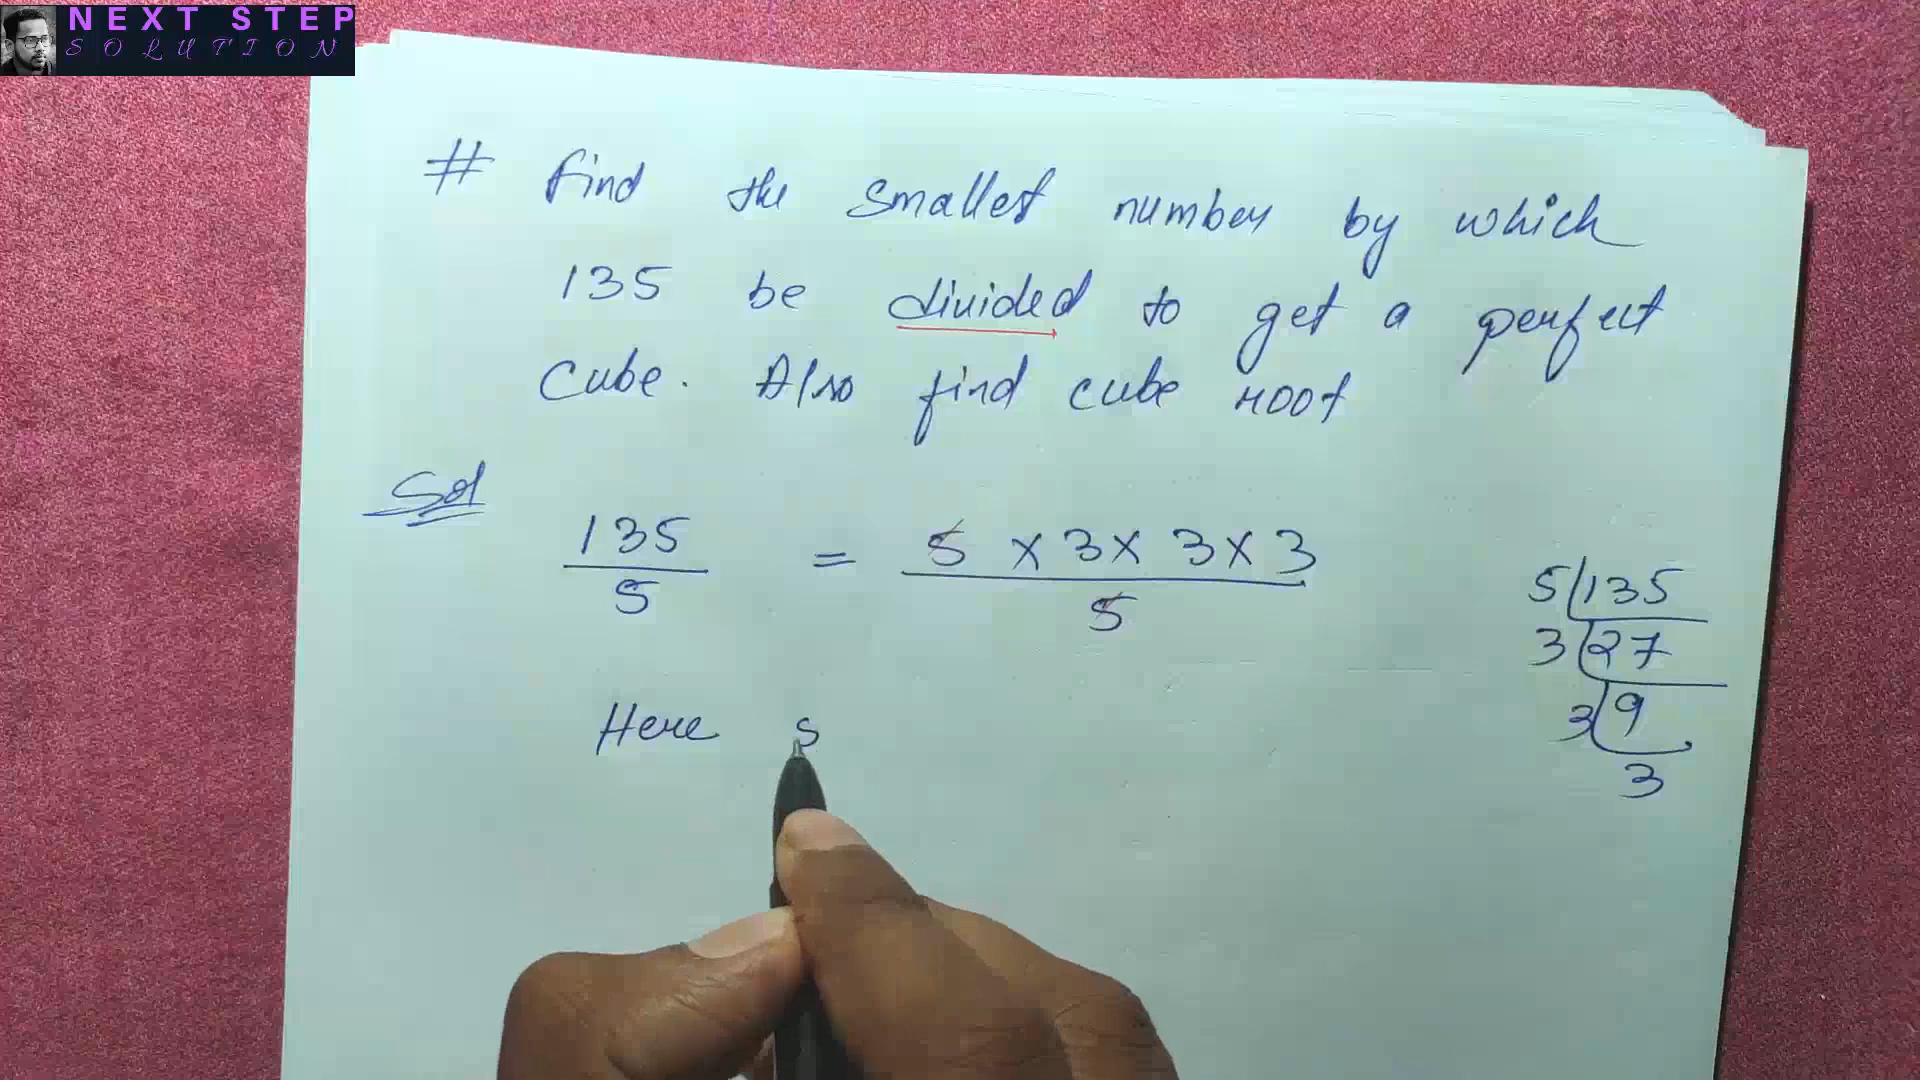 NEXT STEP
SOLUTION
# Find the smallest number by which
135 be divided to get a perfect
cube. Also find cube root
Sol
135/5 = 5 x 3 x 3 x 3/5
Here s
5 135
3 27
3 9
3